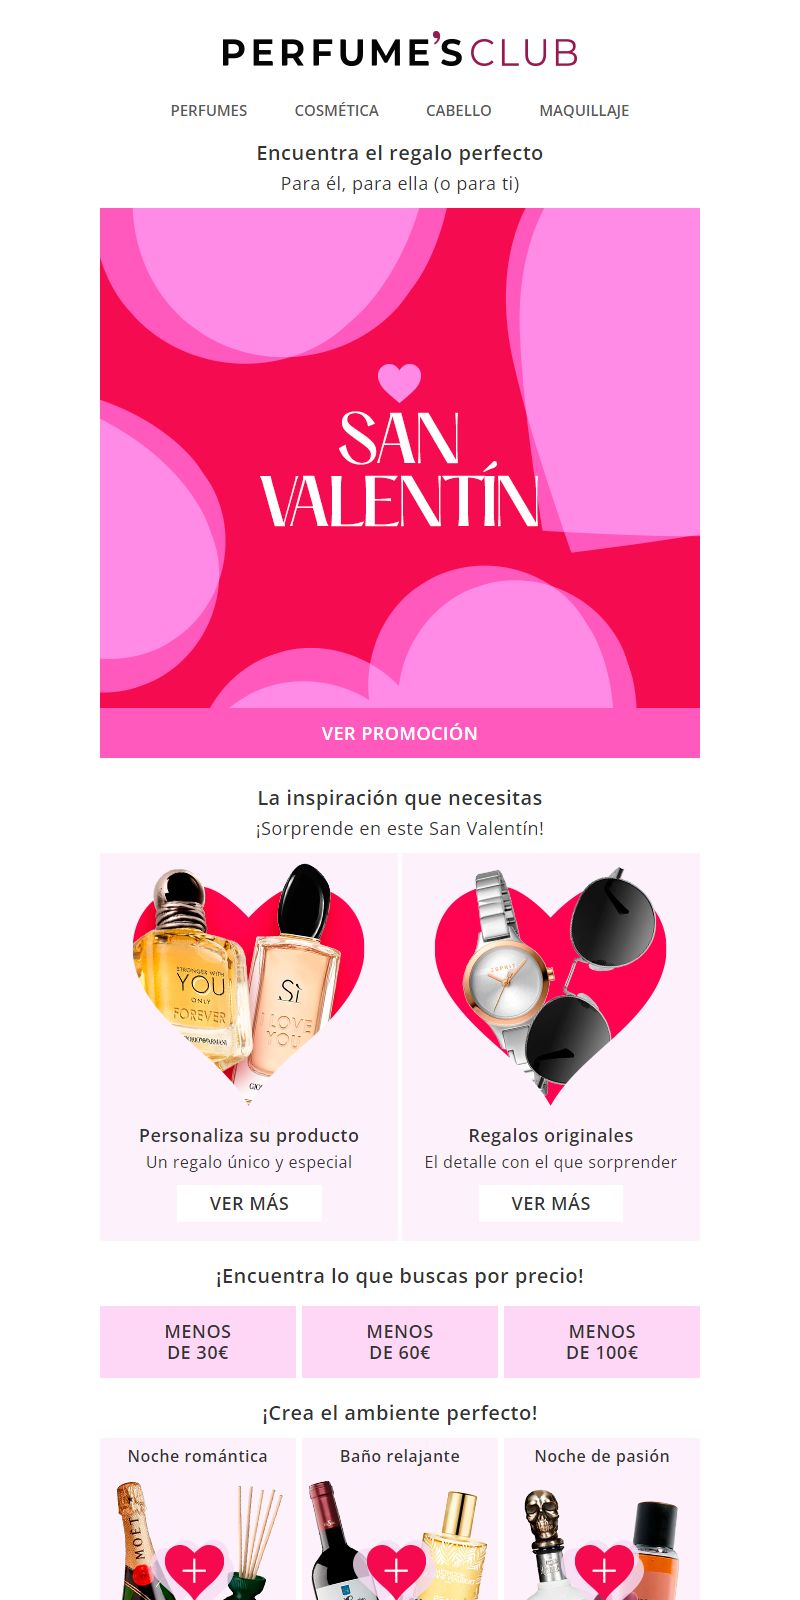 PERFUME'S CLUB
PERFUMES COSMÉTICA CABELLO MAQUILLAJE
Encuentra el regalo perfecto
Para él, para ella (o para ti)
SAN
VALENTÍN
VER PROMOCIÓN
La inspiración que necesitas
¡Sorprende en este San Valentín!
STRONGER WITH
YOU
ONLY
FOREVER
Sì
I LOVE
YOU
GIO
ESPRIT
Personaliza su producto
Un regalo único y especial
VER MÁS
Regalos originales
El detalle con el que sorprender
VER MÁS
¡Encuentra lo que buscas por precio!
MENOS
DE 30€
MENOS
DE 60€
MENOS
DE 100€
¡Crea el ambiente perfecto!
Noche romántica
Baño relajante
Noche de pasión
MOËT